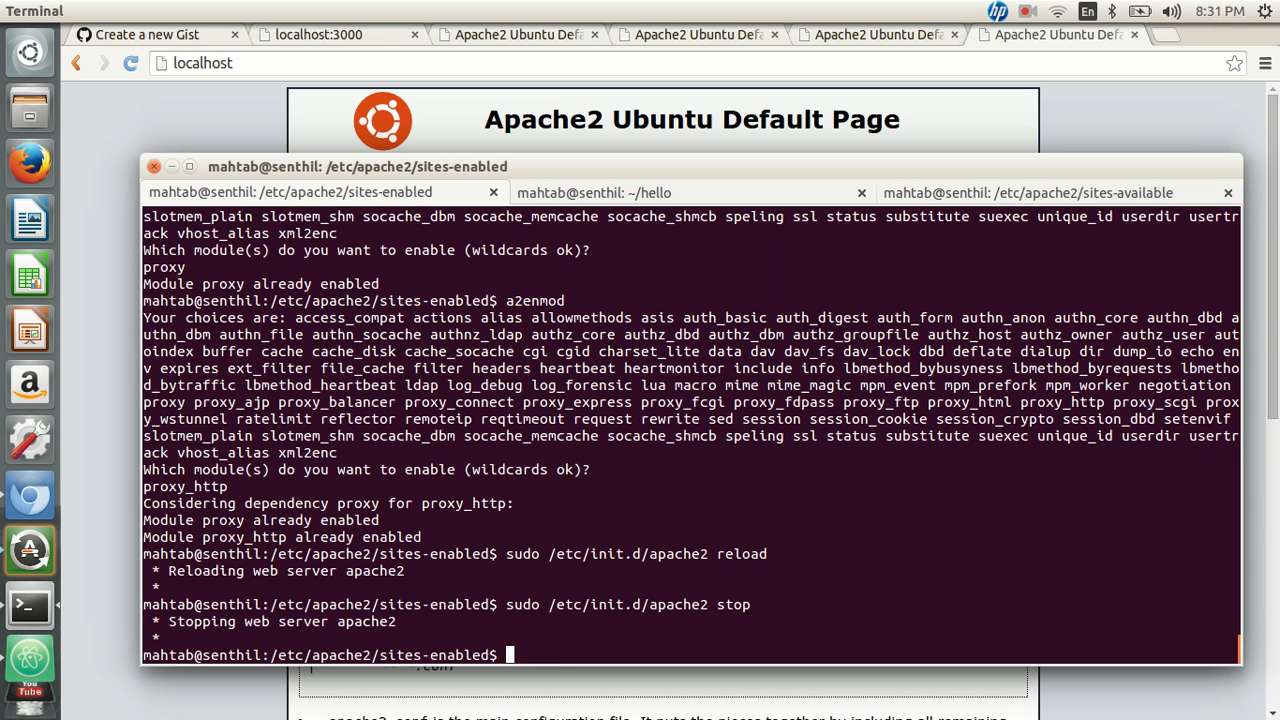 Terminal
hp
En
8:31 PM
Create a new Gist
localhost:3000
Apache2 Ubuntu Defa
Apache2 Ubuntu Defa
Apache2 Ubuntu Defa
Apache2 Ubuntu Defa
localhost
Apache2 Ubuntu Default Page
mahtab@senthil: /etc/apache2/sites-enabled
mahtab@senthil: /etc/apache2/sites-enabled
mahtab@senthil: ~/hello
mahtab@senthil: /etc/apache2/sites-available
slotmem_plain slotmem_shm socache_dbm socache_memcache socache_shmcb speling ssl status substitute suexec unique_id userdir usertr
ack vhost_alias xml2enc
Which module(s) do you want to enable (wildcards ok)?
proxy
Module proxy already enabled
mahtab@senthil:/etc/apache2/sites-enabled$ a2enmod
Your choices are: access_compat actions alias allowmethods asis auth_basic auth_digest auth_form authn_anon authn_core authn_dbd a
uthn_dbm authn_file authn_socache authnz_ldap authz_core authz_dbd authz_dbm authz_groupfile authz_host authz_owner authz_user aut
oindex buffer cache cache_disk cache_socache cgi cgid charset_lite data dav dav_fs dav_lock dbd deflate dialup dir dump_io echo en
v expires ext_filter file_cache filter headers heartbeat heartmonitor include info lbmethod_bybusyness lbmethod_byrequests lbmetho
d_bytraffic lbmethod_heartbeat ldap log_debug log_forensic lua macro mime mime_magic mpm_event mpm_prefork mpm_worker negotiation
proxy proxy_ajp proxy_balancer proxy_connect proxy_express proxy_fcgi proxy_fdpass proxy_ftp proxy_html proxy_http proxy_scgi prox
y_wstunnel ratelimit reflector remoteip reqtimeout request rewrite sed session session_cookie session_crypto session_dbd setenvif
slotmem_plain slotmem_shm socache_dbm socache_memcache socache_shmcb speling ssl status substitute suexec unique_id userdir usertr
ack vhost_alias xml2enc
Which module(s) do you want to enable (wildcards ok)?
proxy_http
Considering dependency proxy for proxy_http:
Module proxy already enabled
Module proxy_http already enabled
mahtab@senthil:/etc/apache2/sites-enabled$ sudo /etc/init.d/apache2 reload
* Reloading web server apache2
*
mahtab@senthil:/etc/apache2/sites-enabled$ sudo /etc/init.d/apache2 stop
* Stopping web server apache2
*
mahtab@senthil:/etc/apache2/sites-enabled$
You
Tube